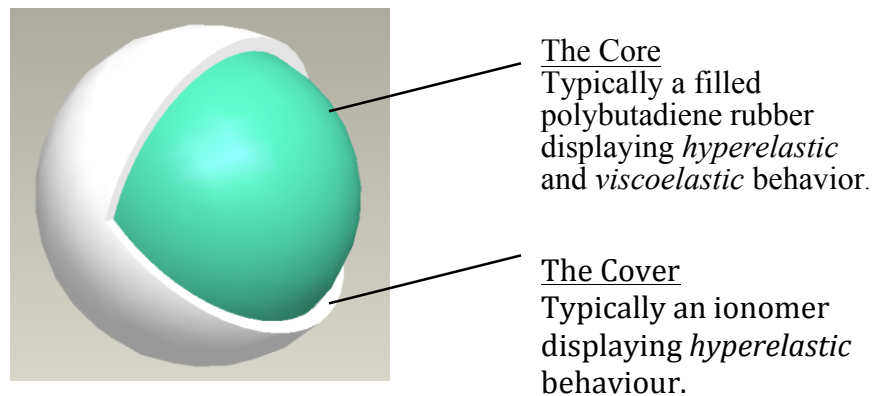 The Core
Typically a filled
polybutadiene rubber
displaying hyperelastic
and viscoelastic behavior.
The Cover
Typically an ionomer
displaying hyperelastic
behaviour.